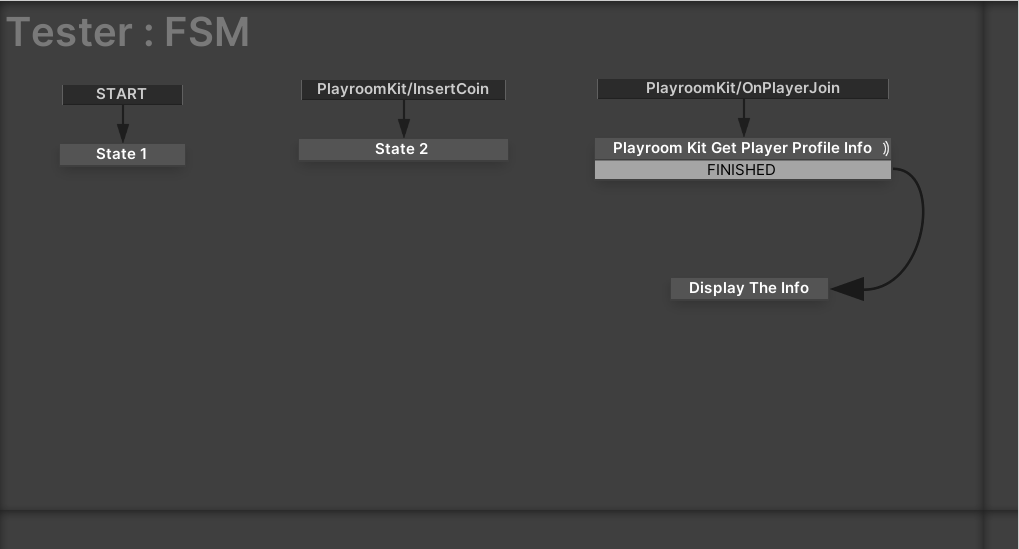 Tester : FSM
START
PlayroomKit/InsertCoin
PlayroomKit/OnPlayerJoin
State 1
State 2
Playroom Kit Get Player Profile Info
FINISHED
Display The Info